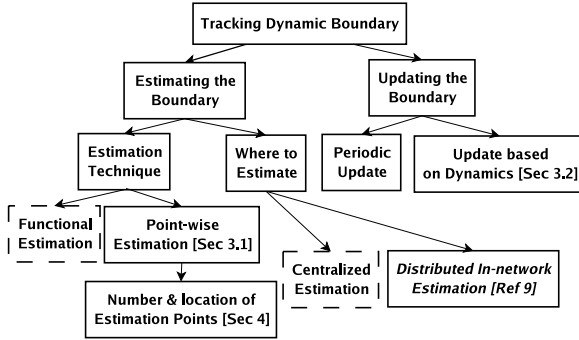 Tracking Dynamic Boundary
Estimating the
Boundary
Updating the
Boundary
Estimation
Technique
Where to
Estimate
Periodic
Update
Update based
on Dynamics [Sec 3.2]
Functional
Estimation
Point-wise
Estimation [Sec 3.1]
Centralized
Estimation
Distributed In-network
Estimation [Ref 9]
Number & location of
Estimation Points [Sec 4]